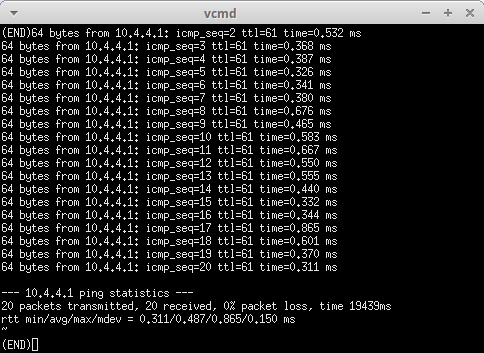 vcmd
(END)64 bytes from 10.4.4.1: icmp_seq=2 ttl=61 time=0.532 ms
64 bytes from 10.4.4.1: icmp_seq=3 ttl=61 time=0.368 ms
64 bytes from 10.4.4.1: icmp_seq=4 ttl=61 time=0.387 ms
64 bytes from 10.4.4.1: icmp_seq=5 ttl=61 time=0.326 ms
64 bytes from 10.4.4.1: icmp_seq=6 ttl=61 time=0.341 ms
64 bytes from 10.4.4.1: icmp_seq=7 ttl=61 time=0.380 ms
64 bytes from 10.4.4.1: icmp_seq=8 ttl=61 time=0.676 ms
64 bytes from 10.4.4.1: icmp_seq=9 ttl=61 time=0.465 ms
64 bytes from 10.4.4.1: icmp_seq=10 ttl=61 time=0.583 ms
64 bytes from 10.4.4.1: icmp_seq=11 ttl=61 time=0.667 ms
64 bytes from 10.4.4.1: icmp_seq=12 ttl=61 time=0.550 ms
64 bytes from 10.4.4.1: icmp_seq=13 ttl=61 time=0.555 ms
64 bytes from 10.4.4.1: icmp_seq=14 ttl=61 time=0.440 ms
64 bytes from 10.4.4.1: icmp_seq=15 ttl=61 time=0.332 ms
64 bytes from 10.4.4.1: icmp_seq=16 ttl=61 time=0.344 ms
64 bytes from 10.4.4.1: icmp_seq=17 ttl=61 time=0.865 ms
64 bytes from 10.4.4.1: icmp_seq=18 ttl=61 time=0.601 ms
64 bytes from 10.4.4.1: icmp_seq=19 ttl=61 time=0.370 ms
64 bytes from 10.4.4.1: icmp_seq=20 ttl=61 time=0.311 ms
--- 10.4.4.1 ping statistics ---
20 packets transmitted, 20 received, 0% packet loss, time 19439ms
rtt min/avg/max/mdev = 0.311/0.487/0.865/0.150 ms
~
(END)